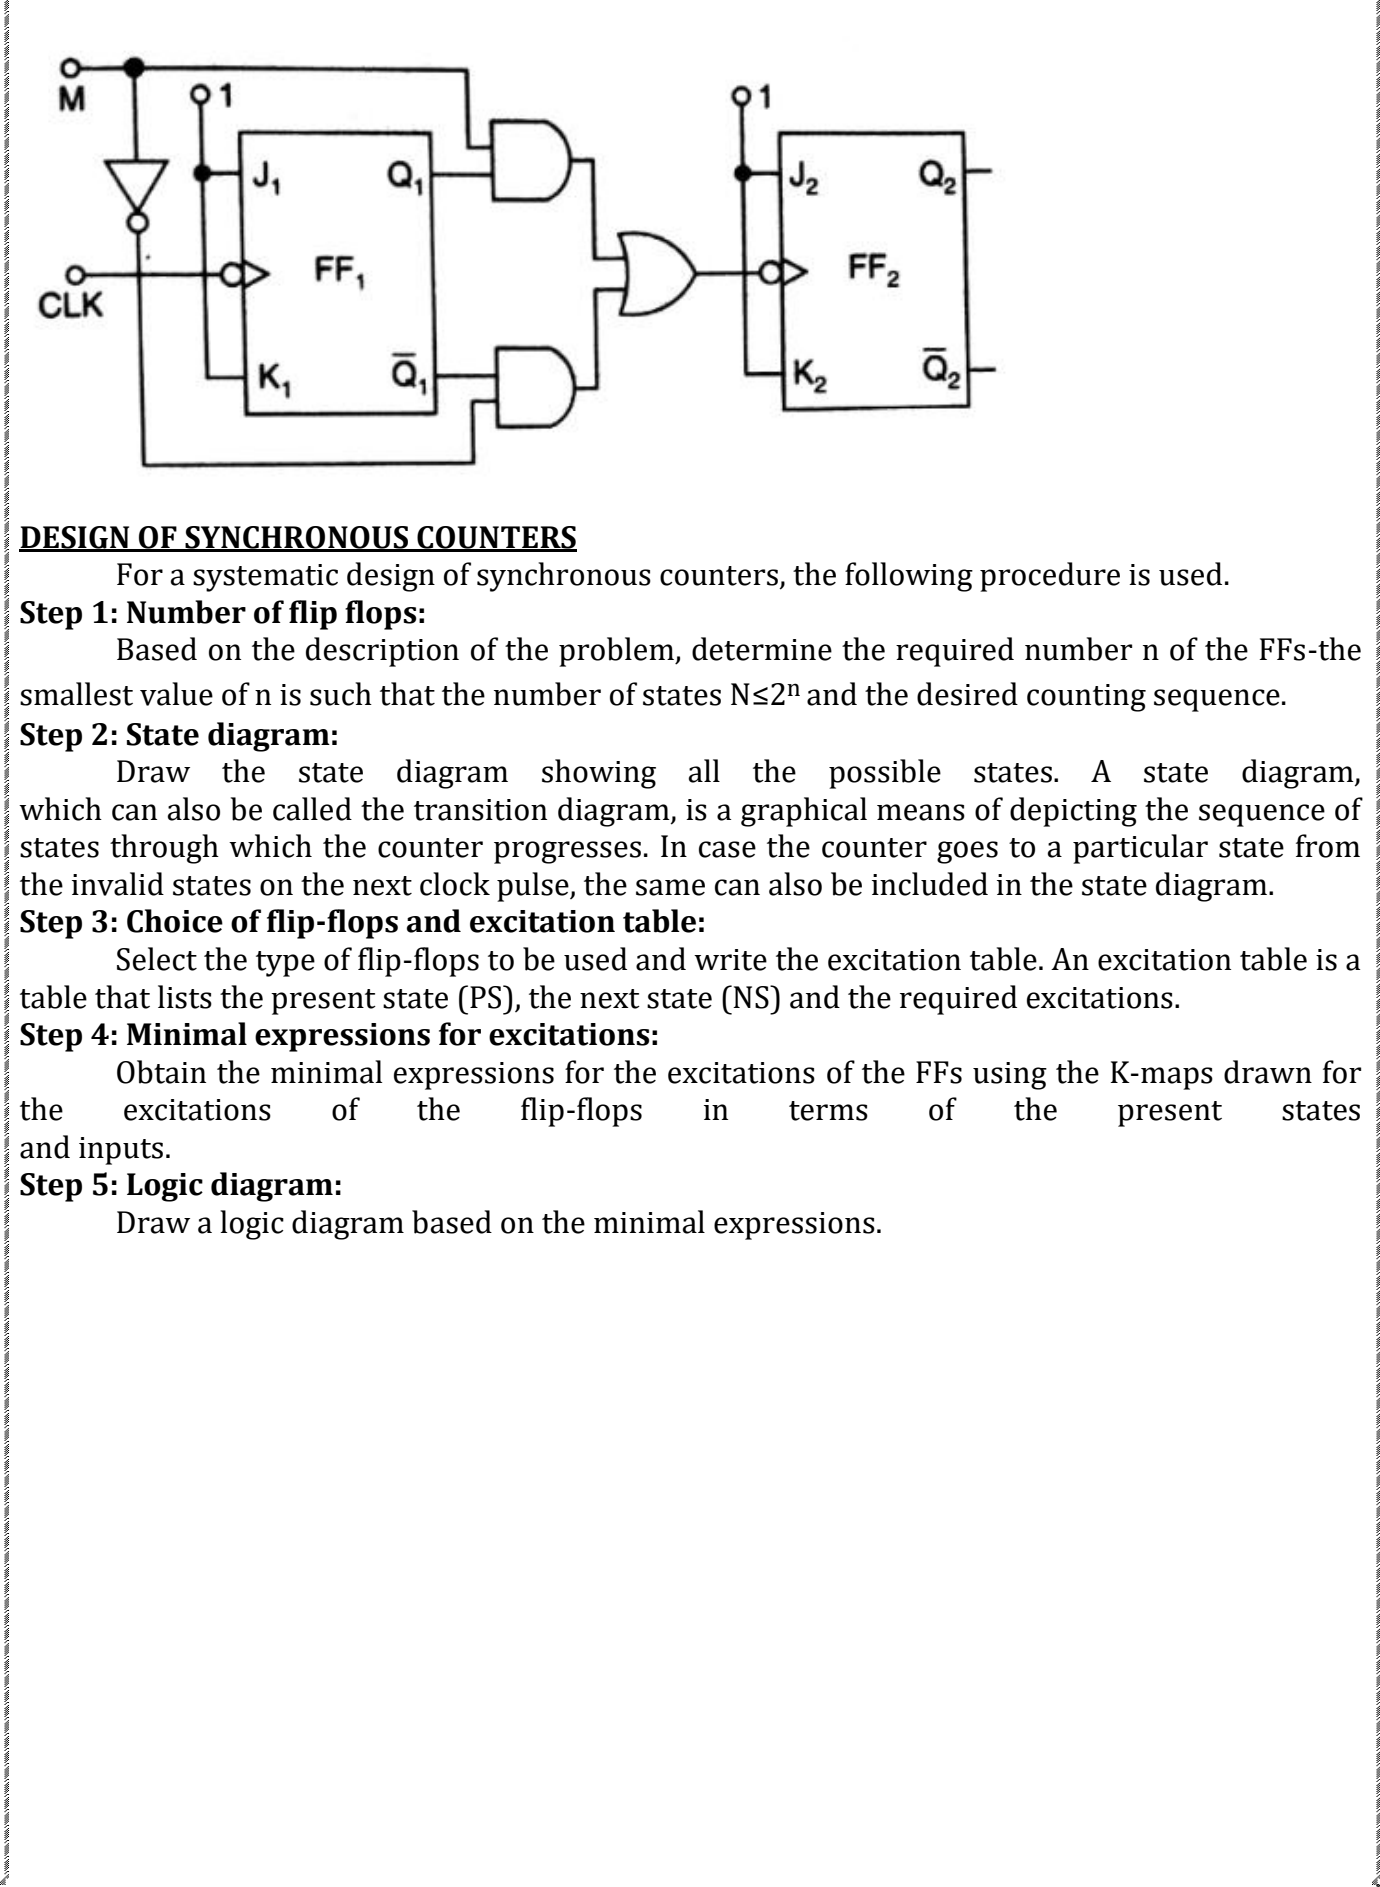 M
1
J₁ Q₁
FF₁
CLK
K₁ Q̅₁
1
J₂ Q₂
FF₂
K₂ Q̅₂
DESIGN OF SYNCHRONOUS COUNTERS
For a systematic design of synchronous counters, the following procedure is used.
Step 1: Number of flip flops:
Based on the description of the problem, determine the required number n of the FFs-the
smallest value of n is such that the number of states N≤2ⁿ and the desired counting sequence.
Step 2: State diagram:
Draw the state diagram showing all the possible states. A state diagram,
which can also be called the transition diagram, is a graphical means of depicting the sequence of
states through which the counter progresses. In case the counter goes to a particular state from
the invalid states on the next clock pulse, the same can also be included in the state diagram.
Step 3: Choice of flip-flops and excitation table:
Select the type of flip-flops to be used and write the excitation table. An excitation table is a
table that lists the present state (PS), the next state (NS) and the required excitations.
Step 4: Minimal expressions for excitations:
Obtain the minimal expressions for the excitations of the FFs using the K-maps drawn for
the excitations of the flip-flops in terms of the present states
and inputs.
Step 5: Logic diagram:
Draw a logic diagram based on the minimal expressions.